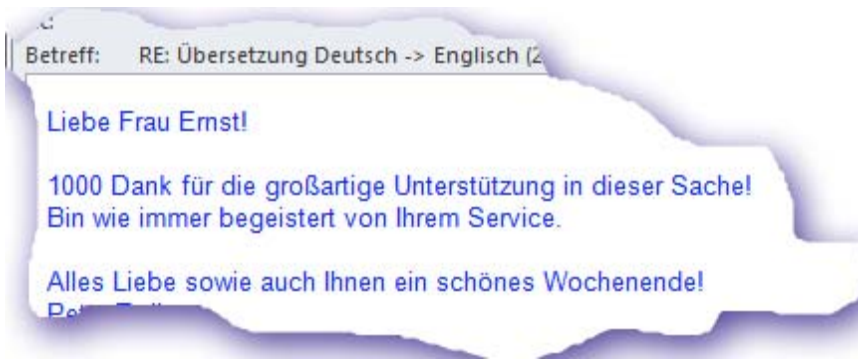 Betreff: RE: Übersetzung Deutsch -> Englisch (2
Liebe Frau Ernst!
1000 Dank für die großartige Unterstützung in dieser Sache!
Bin wie immer begeistert von Ihrem Service.
Alles Liebe sowie auch Ihnen ein schönes Wochenende!